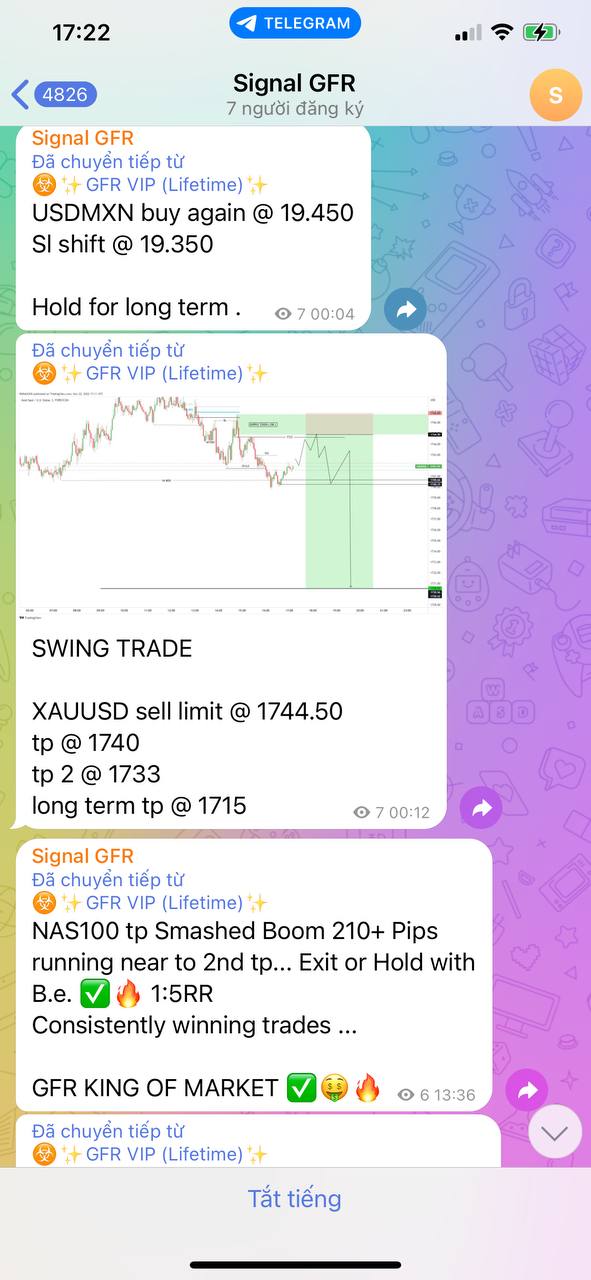 17:22
TELEGRAM
4826
Signal GFR
7 người đăng ký
S
Signal GFR
Đã chuyển tiếp từ
☣️✨GFR VIP (Lifetime)✨
USDMXN buy again @ 19.450
Sl shift @ 19.350
Hold for long term .
7 00:04
Đã chuyển tiếp từ
☣️✨GFR VIP (Lifetime)✨
SWING TRADE
XAUUSD sell limit @ 1744.50
tp @ 1740
tp 2 @ 1733
long term tp @ 1715
7 00:12
Signal GFR
Đã chuyển tiếp từ
☣️✨GFR VIP (Lifetime)✨
NAS100 tp Smashed Boom 210+ Pips
running near to 2nd tp... Exit or Hold with
B.e. ✅🔥 1:5RR
Consistently winning trades ...
GFR KING OF MARKET ✅🤑🔥
6 13:36
Đã chuyển tiếp từ
☣️✨GFR VIP (Lifetime)✨
Tắt tiếng